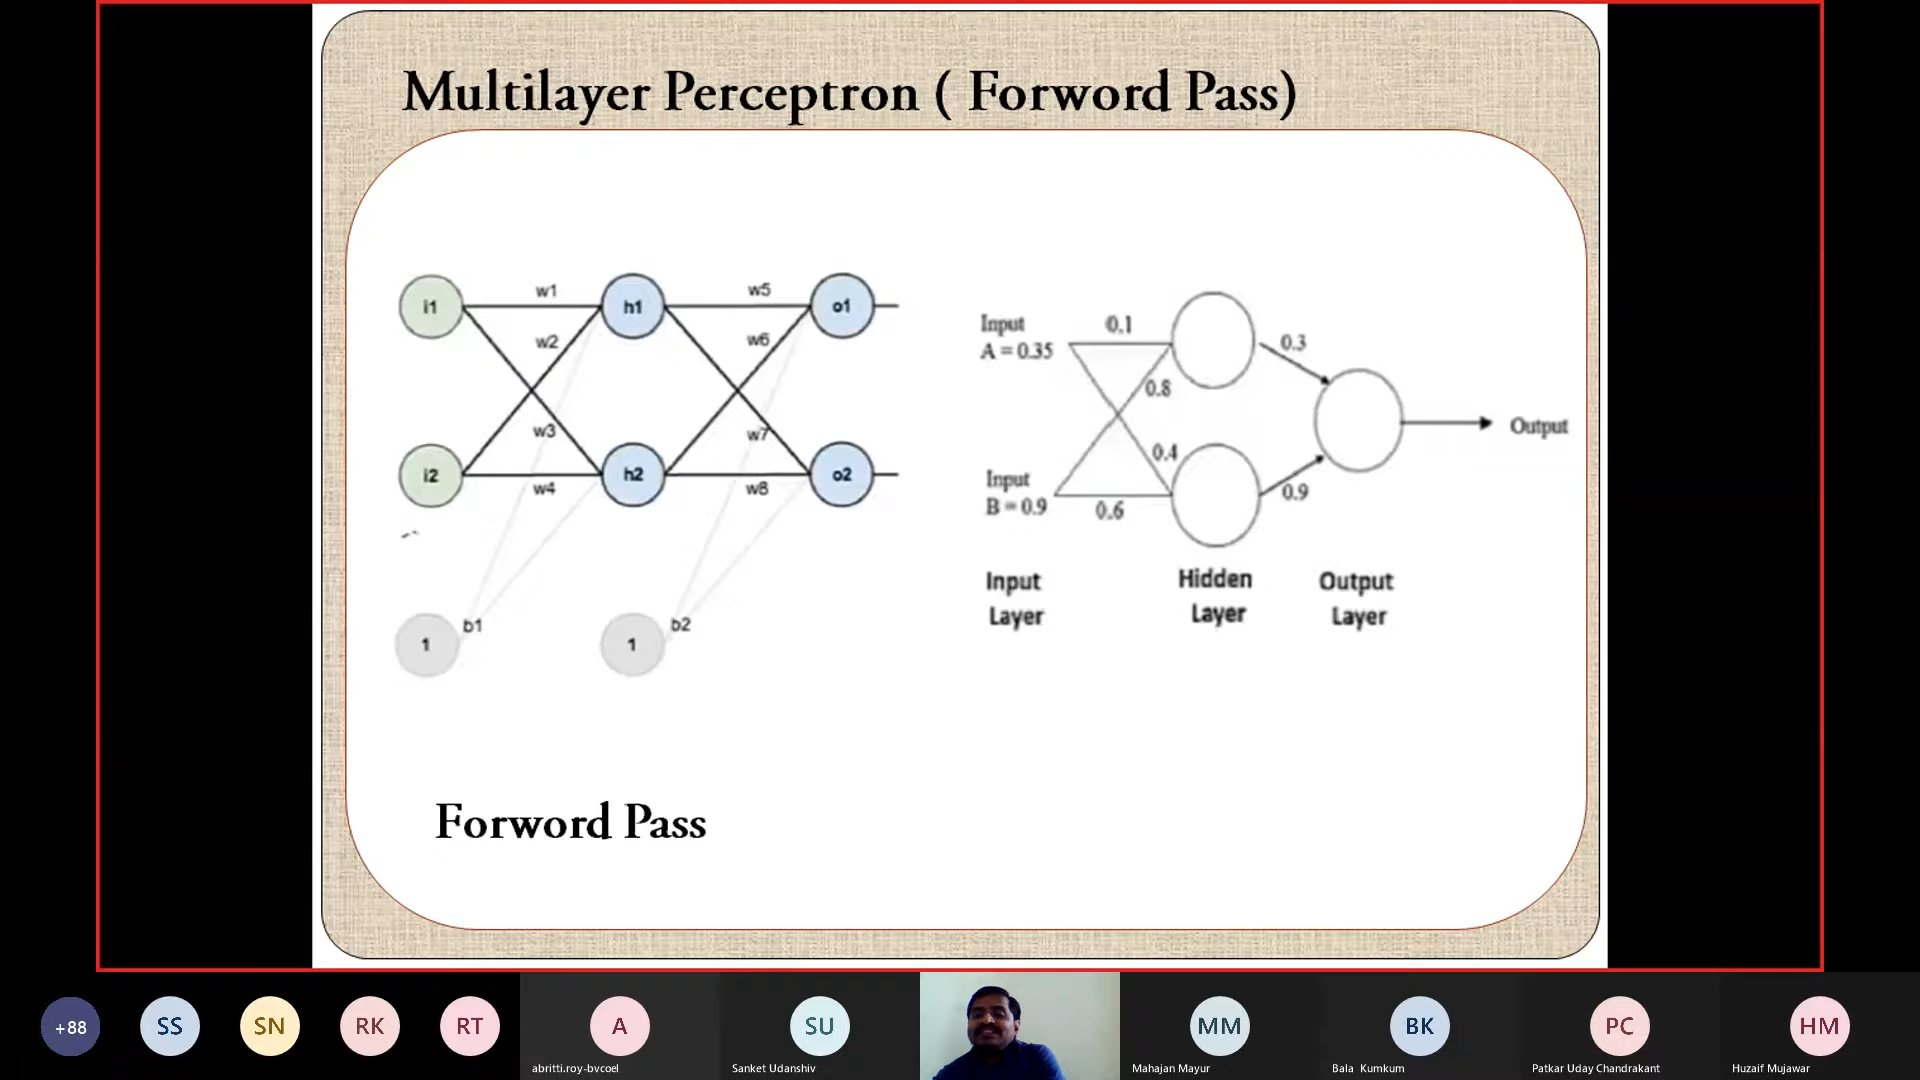 Multilayer Perceptron ( Forword Pass)
i1
w1
h1
w5
o1
w2
w6
w3
w7
i2
w4
h2
w8
o2
1
b1
1
b2
Input
A = 0.35
0.1
0.3
0.8
0.4
Output
Input
B = 0.9
0.6
0.9
Input
Layer
Hidden
Layer
Output
Layer
Forword Pass
+88
SS
SN
RK
RT
A
abritti.roy-bvcoel
SU
Sanket Udanshiv
MM
Mahajan Mayur
BK
Bala Kumkum
PC
Patkar Uday Chandrakant
HM
Huzaif Mujawar